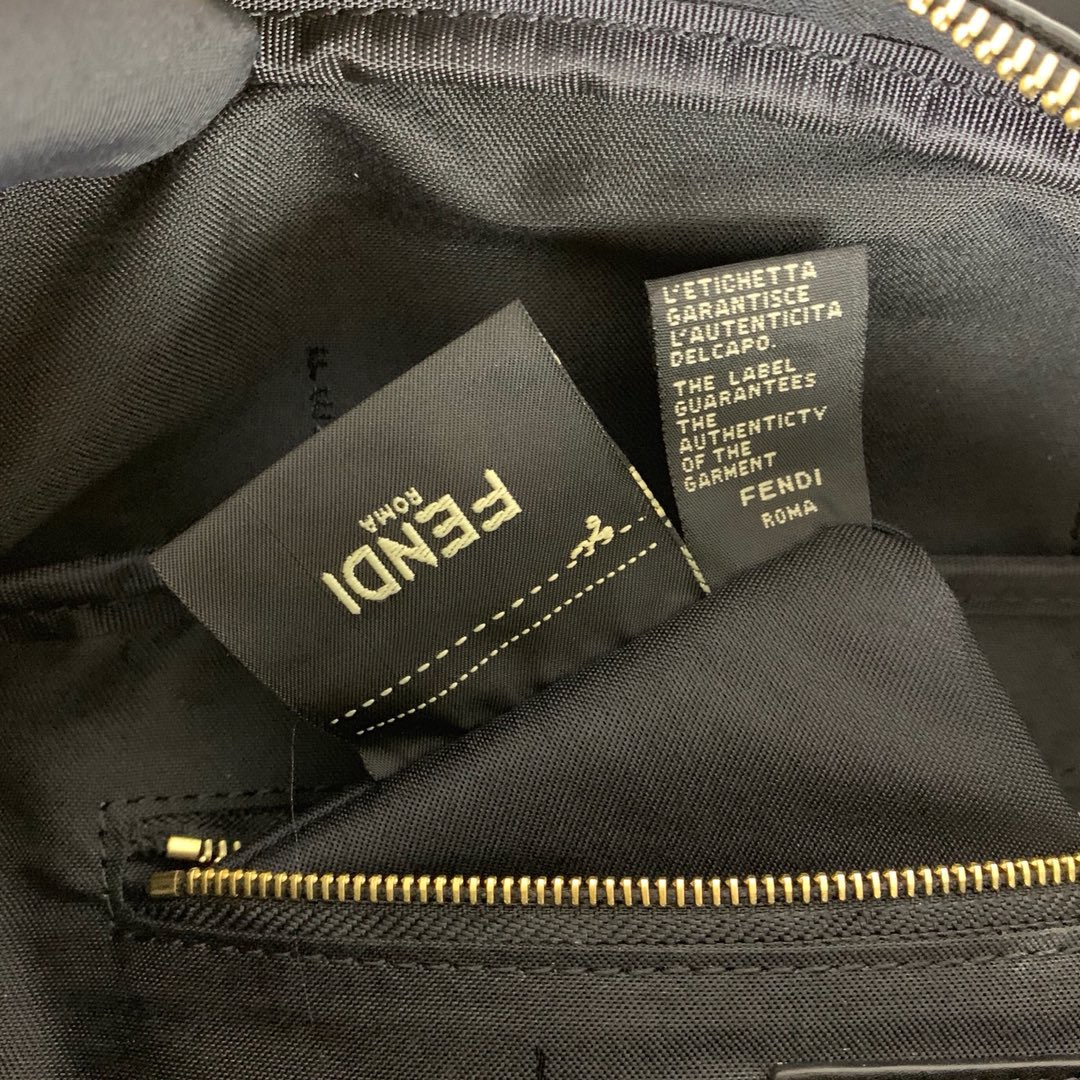 L'ETICHETTA
GARANTISCE
L'AUTENTICITA
DELCAPO.
THE LABEL
GUARANTEES
THE
AUTHENTICTY
OF THE
GARMENT
FENDI
ROMA
FENDI
ROMA